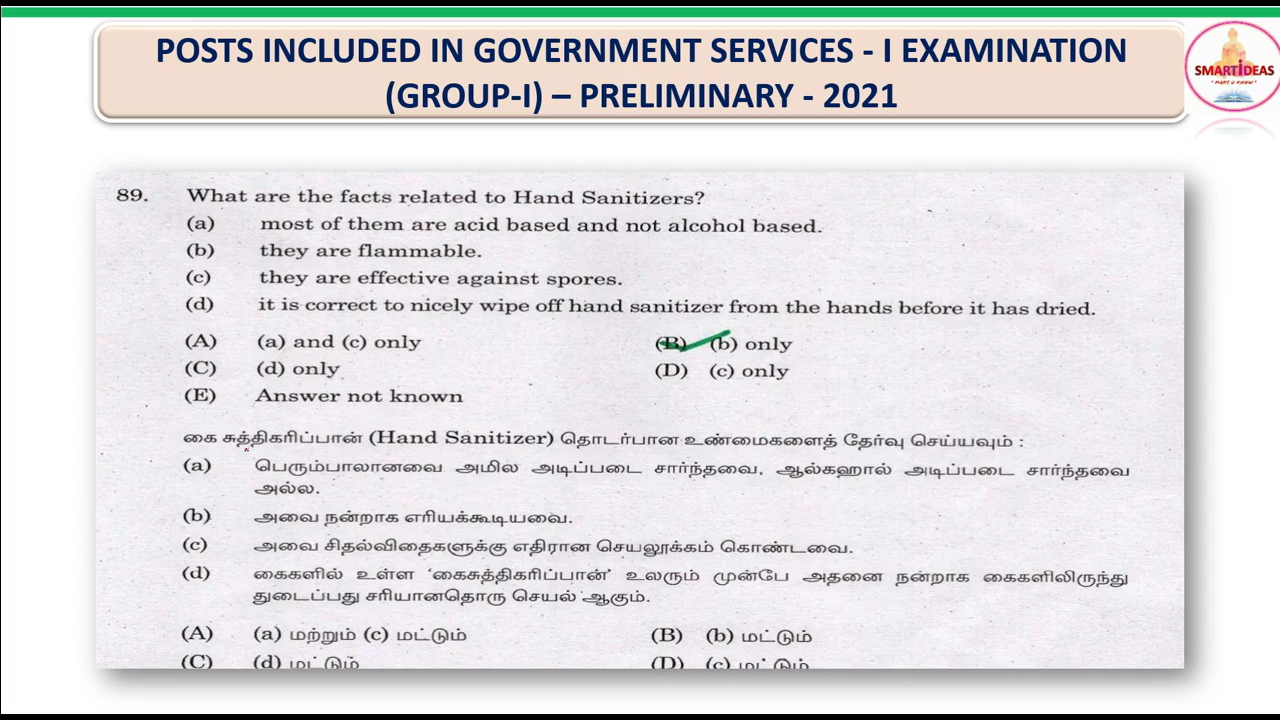 POSTS INCLUDED IN GOVERNMENT SERVICES - I EXAMINATION
(GROUP-I) – PRELIMINARY - 2021
SMARTIDEAS
89. What are the facts related to Hand Sanitizers?
(a) most of them are acid based and not alcohol based.
(b) they are flammable.
(c) they are effective against spores.
(d) it is correct to nicely wipe off hand sanitizer from the hands before it has dried.
(A) (a) and (c) only (B) (b) only
(C) (d) only (D) (c) only
(E) Answer not known
கை சுத்திகரிப்பான் (Hand Sanitizer) தொடர்பான உண்மைகளைத் தேர்வு செய்யவும் :
(a) பெரும்பாலானவை அமில அடிப்படை சார்ந்தவை, ஆல்கஹால் அடிப்படை சார்ந்தவை
அல்ல.
(b) அவை நன்றாக எரியக்கூடியவை.
(c) அவை சிதல்விதைகளுக்கு எதிரான செயலூக்கம் கொண்டவை.
(d) கைகளில் உள்ள ‘கைசுத்திகரிப்பான்’ உலரும் முன்பே அதனை நன்றாக கைகளிலிருந்து
துடைப்பது சரியானதொரு செயல் ஆகும்.
(A) (a) மற்றும் (c) மட்டும் (B) (b) மட்டும்
(C) (d) மட்டும் (D) (c) மட்டும்